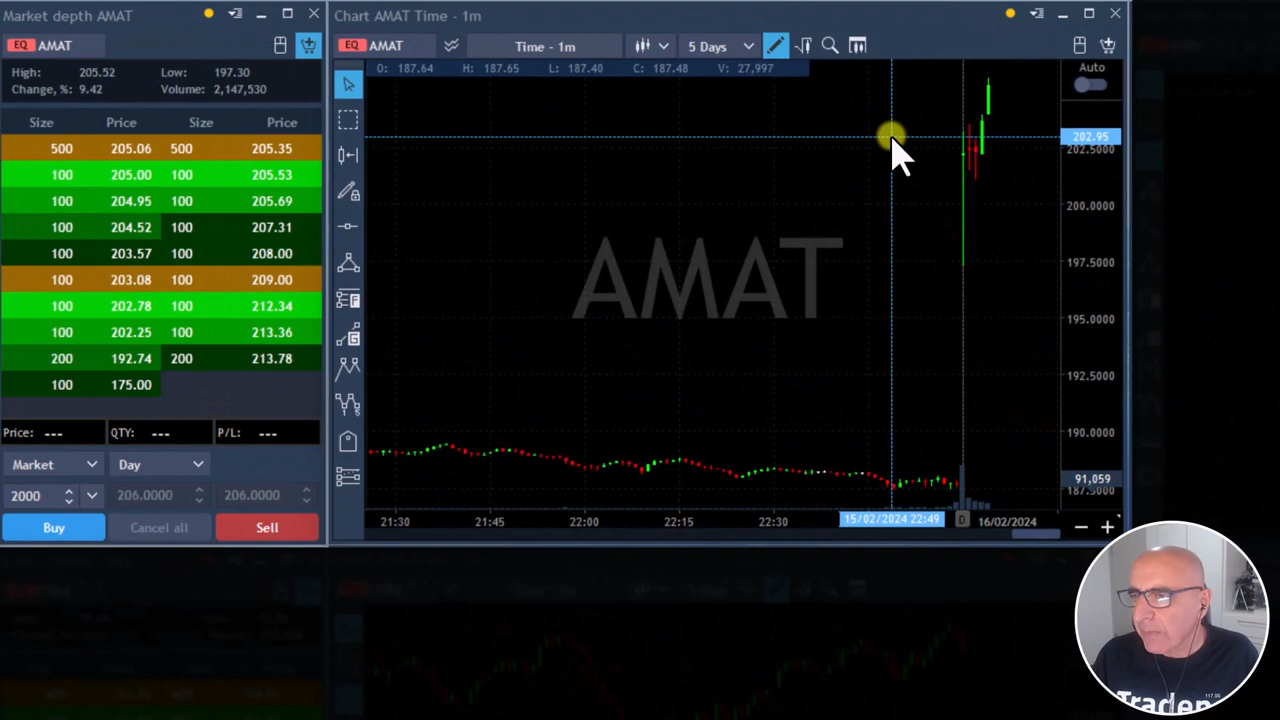 Market depth AMAT
EQ AMAT
High: 205.52 Low: 197.30
Change, %: 9.42 Volume: 2,147,530
Size Price Size Price
500 205.06 500 205.35
100 205.00 100 205.53
100 204.95 100 205.69
100 204.52 100 207.31
100 203.57 100 208.00
100 203.08 100 209.00
100 202.78 100 212.34
100 202.25 100 213.36
200 192.74 200 213.78
100 175.00
Price: --- QTY: --- P/L: ---
Market Day
2000 206.0000 206.0000
Buy Cancel all Sell
Chart AMAT Time - 1m
EQ AMAT Time - 1m 5 Days
O: 187.64 H: 187.65 L: 187.40 C: 187.48 V: 27,997
Auto
202.95
202.5000
200.0000
197.5000
195.0000
192.5000
190.0000
91,059
187.5000
AMAT
21:30 21:45 22:00 22:15 22:30 15/02/2024 22:49 D 16/02/2024
117.00